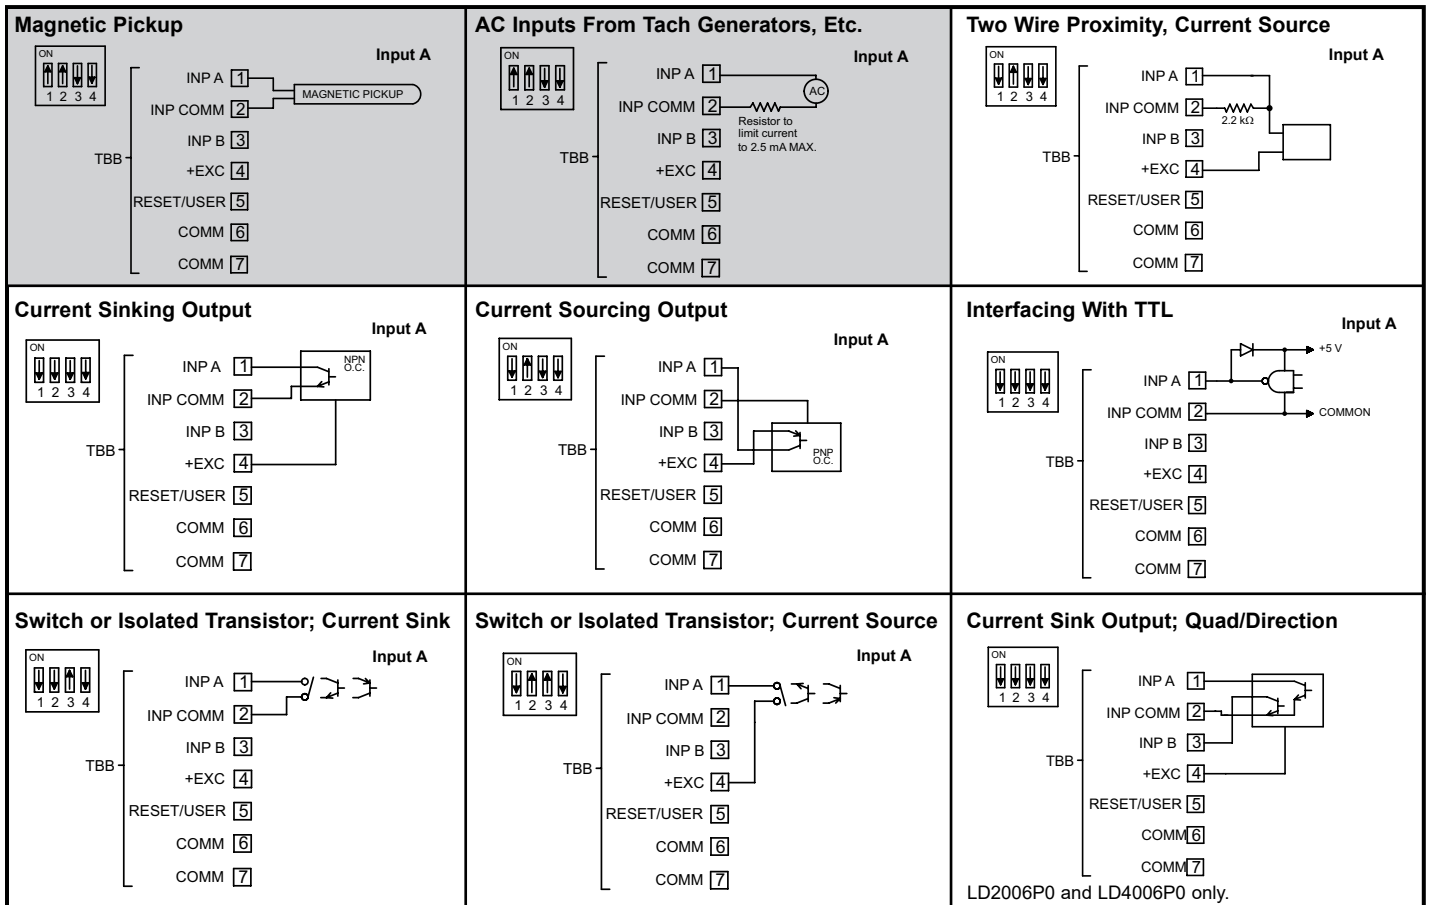 Magnetic Pickup
Input A
ON
1 2 3 4
TBB
INP A 1
MAGNETIC PICKUP
INP COMM 2
INP B 3
+EXC 4
RESET/USER 5
COMM 6
COMM 7
AC Inputs From Tach Generators, Etc.
Input A
ON
1 2 3 4
TBB
INP A 1
AC
INP COMM 2
Resistor to
limit current
to 2.5 mA MAX.
INP B 3
+EXC 4
RESET/USER 5
COMM 6
COMM 7
Two Wire Proximity, Current Source
Input A
ON
1 2 3 4
TBB
INP A 1
INP COMM 2
2.2 kΩ
INP B 3
+EXC 4
RESET/USER 5
COMM 6
COMM 7
Current Sinking Output
Input A
ON
1 2 3 4
TBB
INP A 1
NPN
O.C.
INP COMM 2
INP B 3
+EXC 4
RESET/USER 5
COMM 6
COMM 7
Current Sourcing Output
Input A
ON
1 2 3 4
TBB
INP A 1
INP COMM 2
INP B 3
+EXC 4
PNP
O.C.
RESET/USER 5
COMM 6
COMM 7
Interfacing With TTL
Input A
ON
1 2 3 4
TBB
+5 V
INP A 1
INP COMM 2
COMMON
INP B 3
+EXC 4
RESET/USER 5
COMM 6
COMM 7
Switch or Isolated Transistor; Current Sink
Input A
ON
1 2 3 4
TBB
INP A 1
INP COMM 2
INP B 3
+EXC 4
RESET/USER 5
COMM 6
COMM 7
Switch or Isolated Transistor; Current Source
Input A
ON
1 2 3 4
TBB
INP A 1
INP COMM 2
INP B 3
+EXC 4
RESET/USER 5
COMM 6
COMM 7
Current Sink Output; Quad/Direction
ON
1 2 3 4
TBB
INP A 1
INP COMM 2
INP B 3
+EXC 4
RESET/USER 5
COMM 6
COMM 7
LD2006P0 and LD4006P0 only.